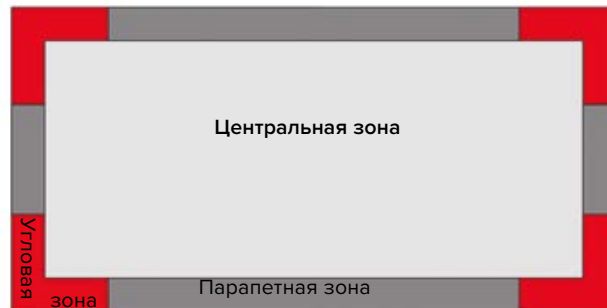 Центральная зона
Угловая
зона
Парапетная зона